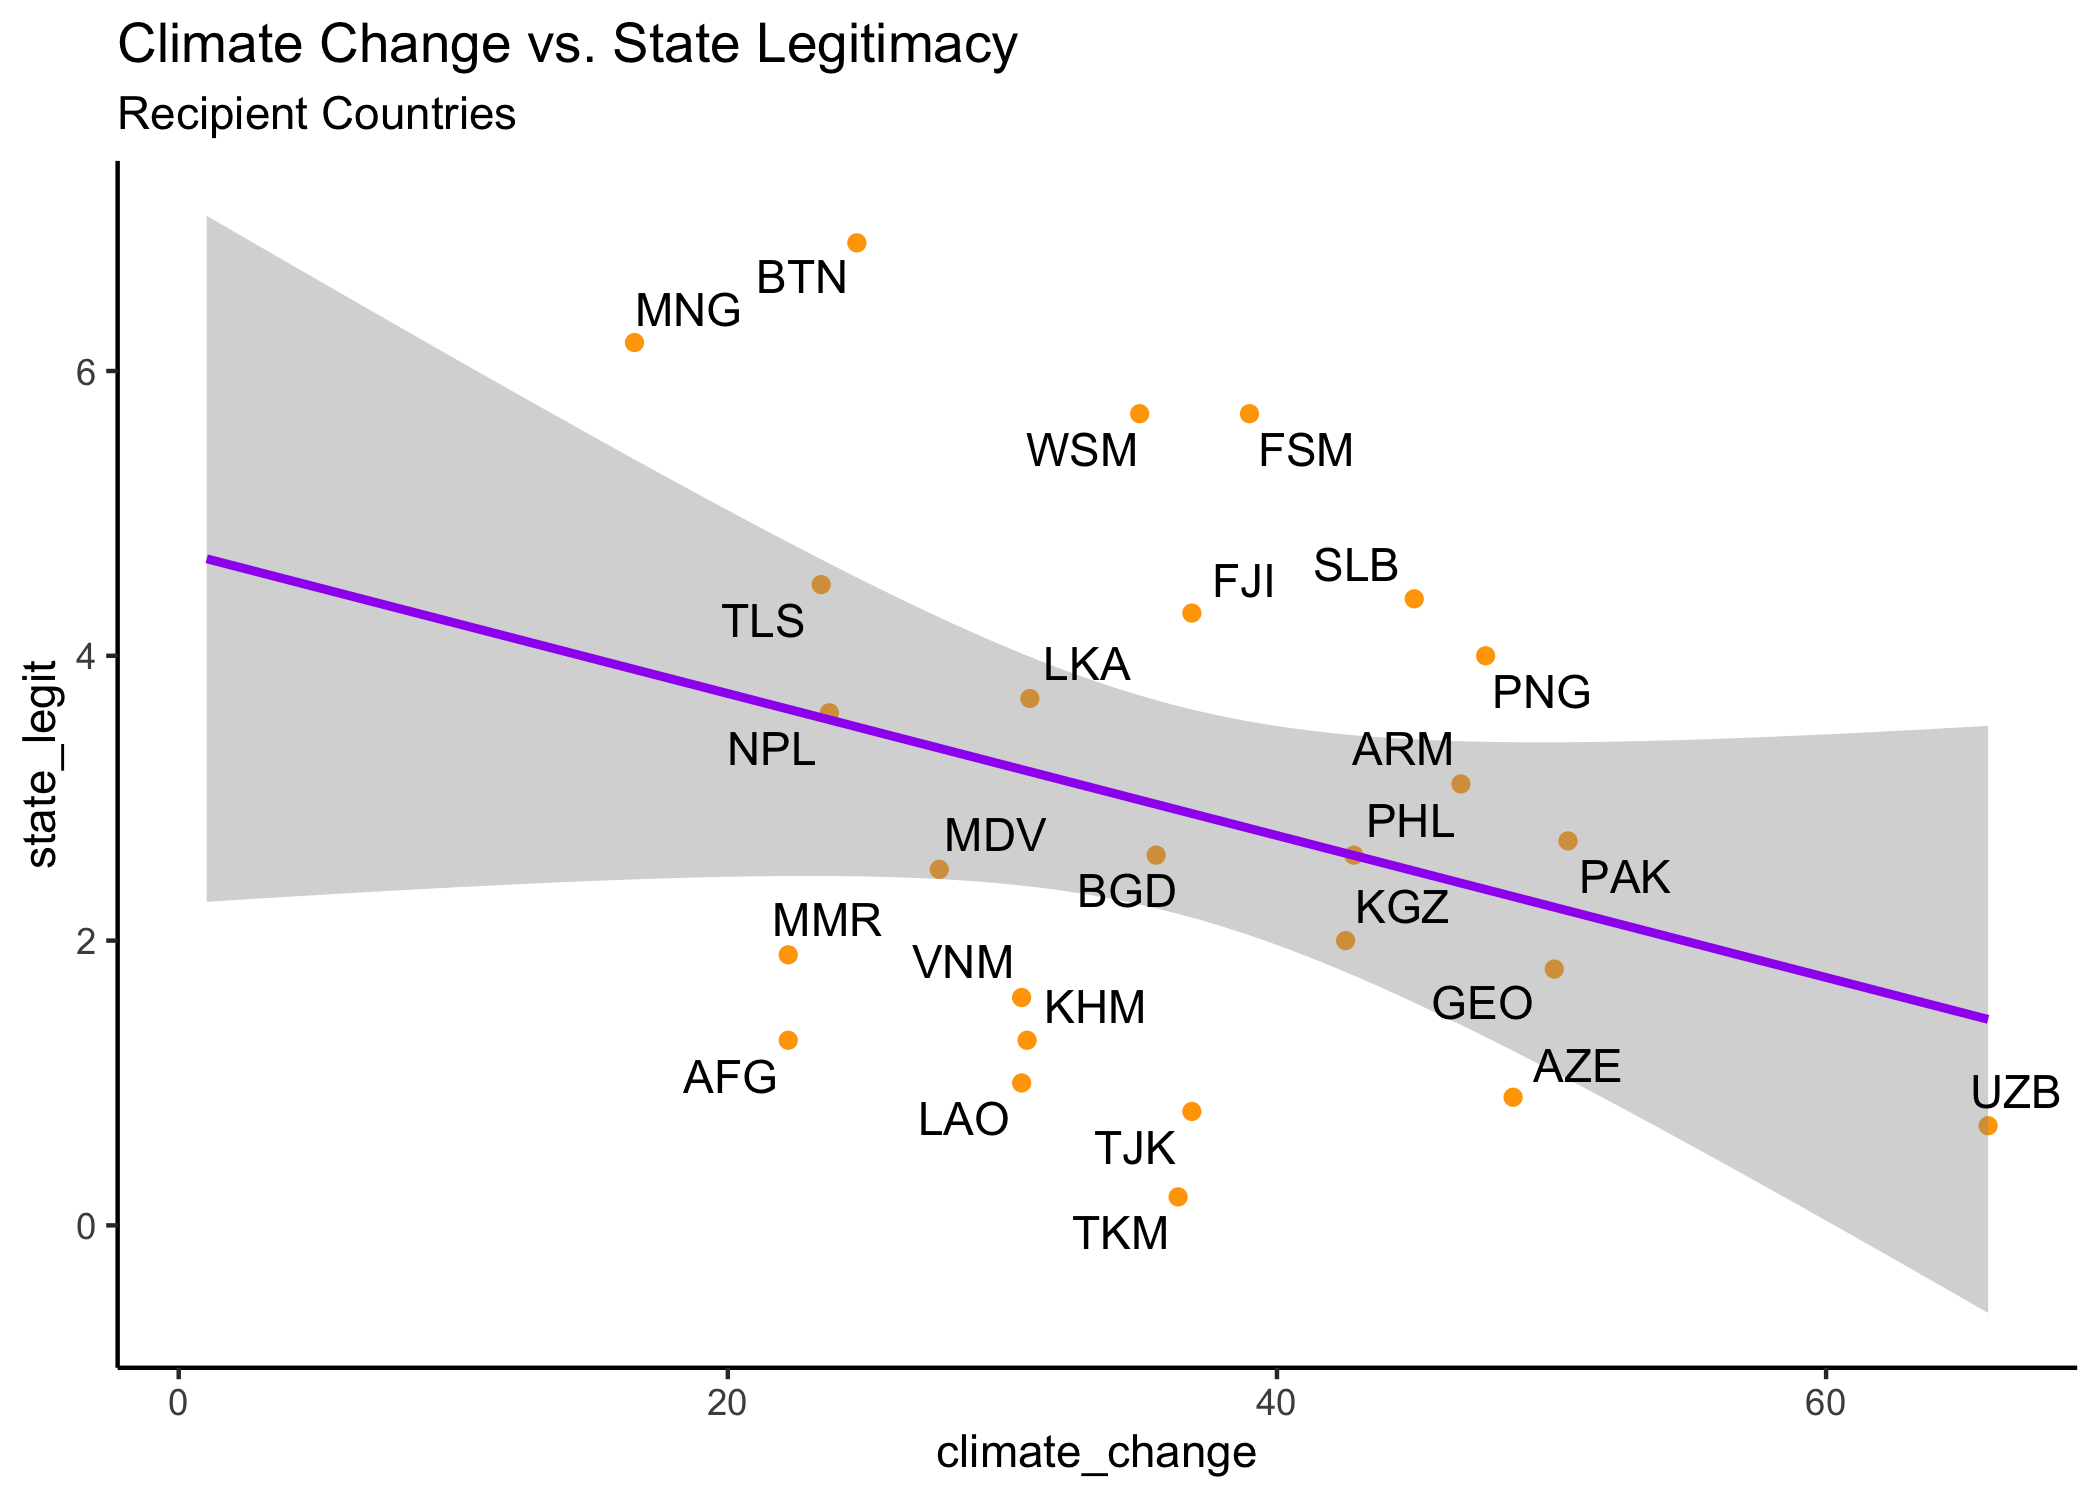 Climate Change vs. State Legitimacy
Recipient Countries
state_legit
6
4
2
0
BTN
MNG
WSM
FSM
FJI
SLB
TLS
LKA
PNG
NPL
ARM
MDV
PHL
BGD
PAK
KGZ
MMR
VNM
KHM
GEO
AFG
AZE
LAO
UZB
TJK
TKM
0
20
40
60
climate_change